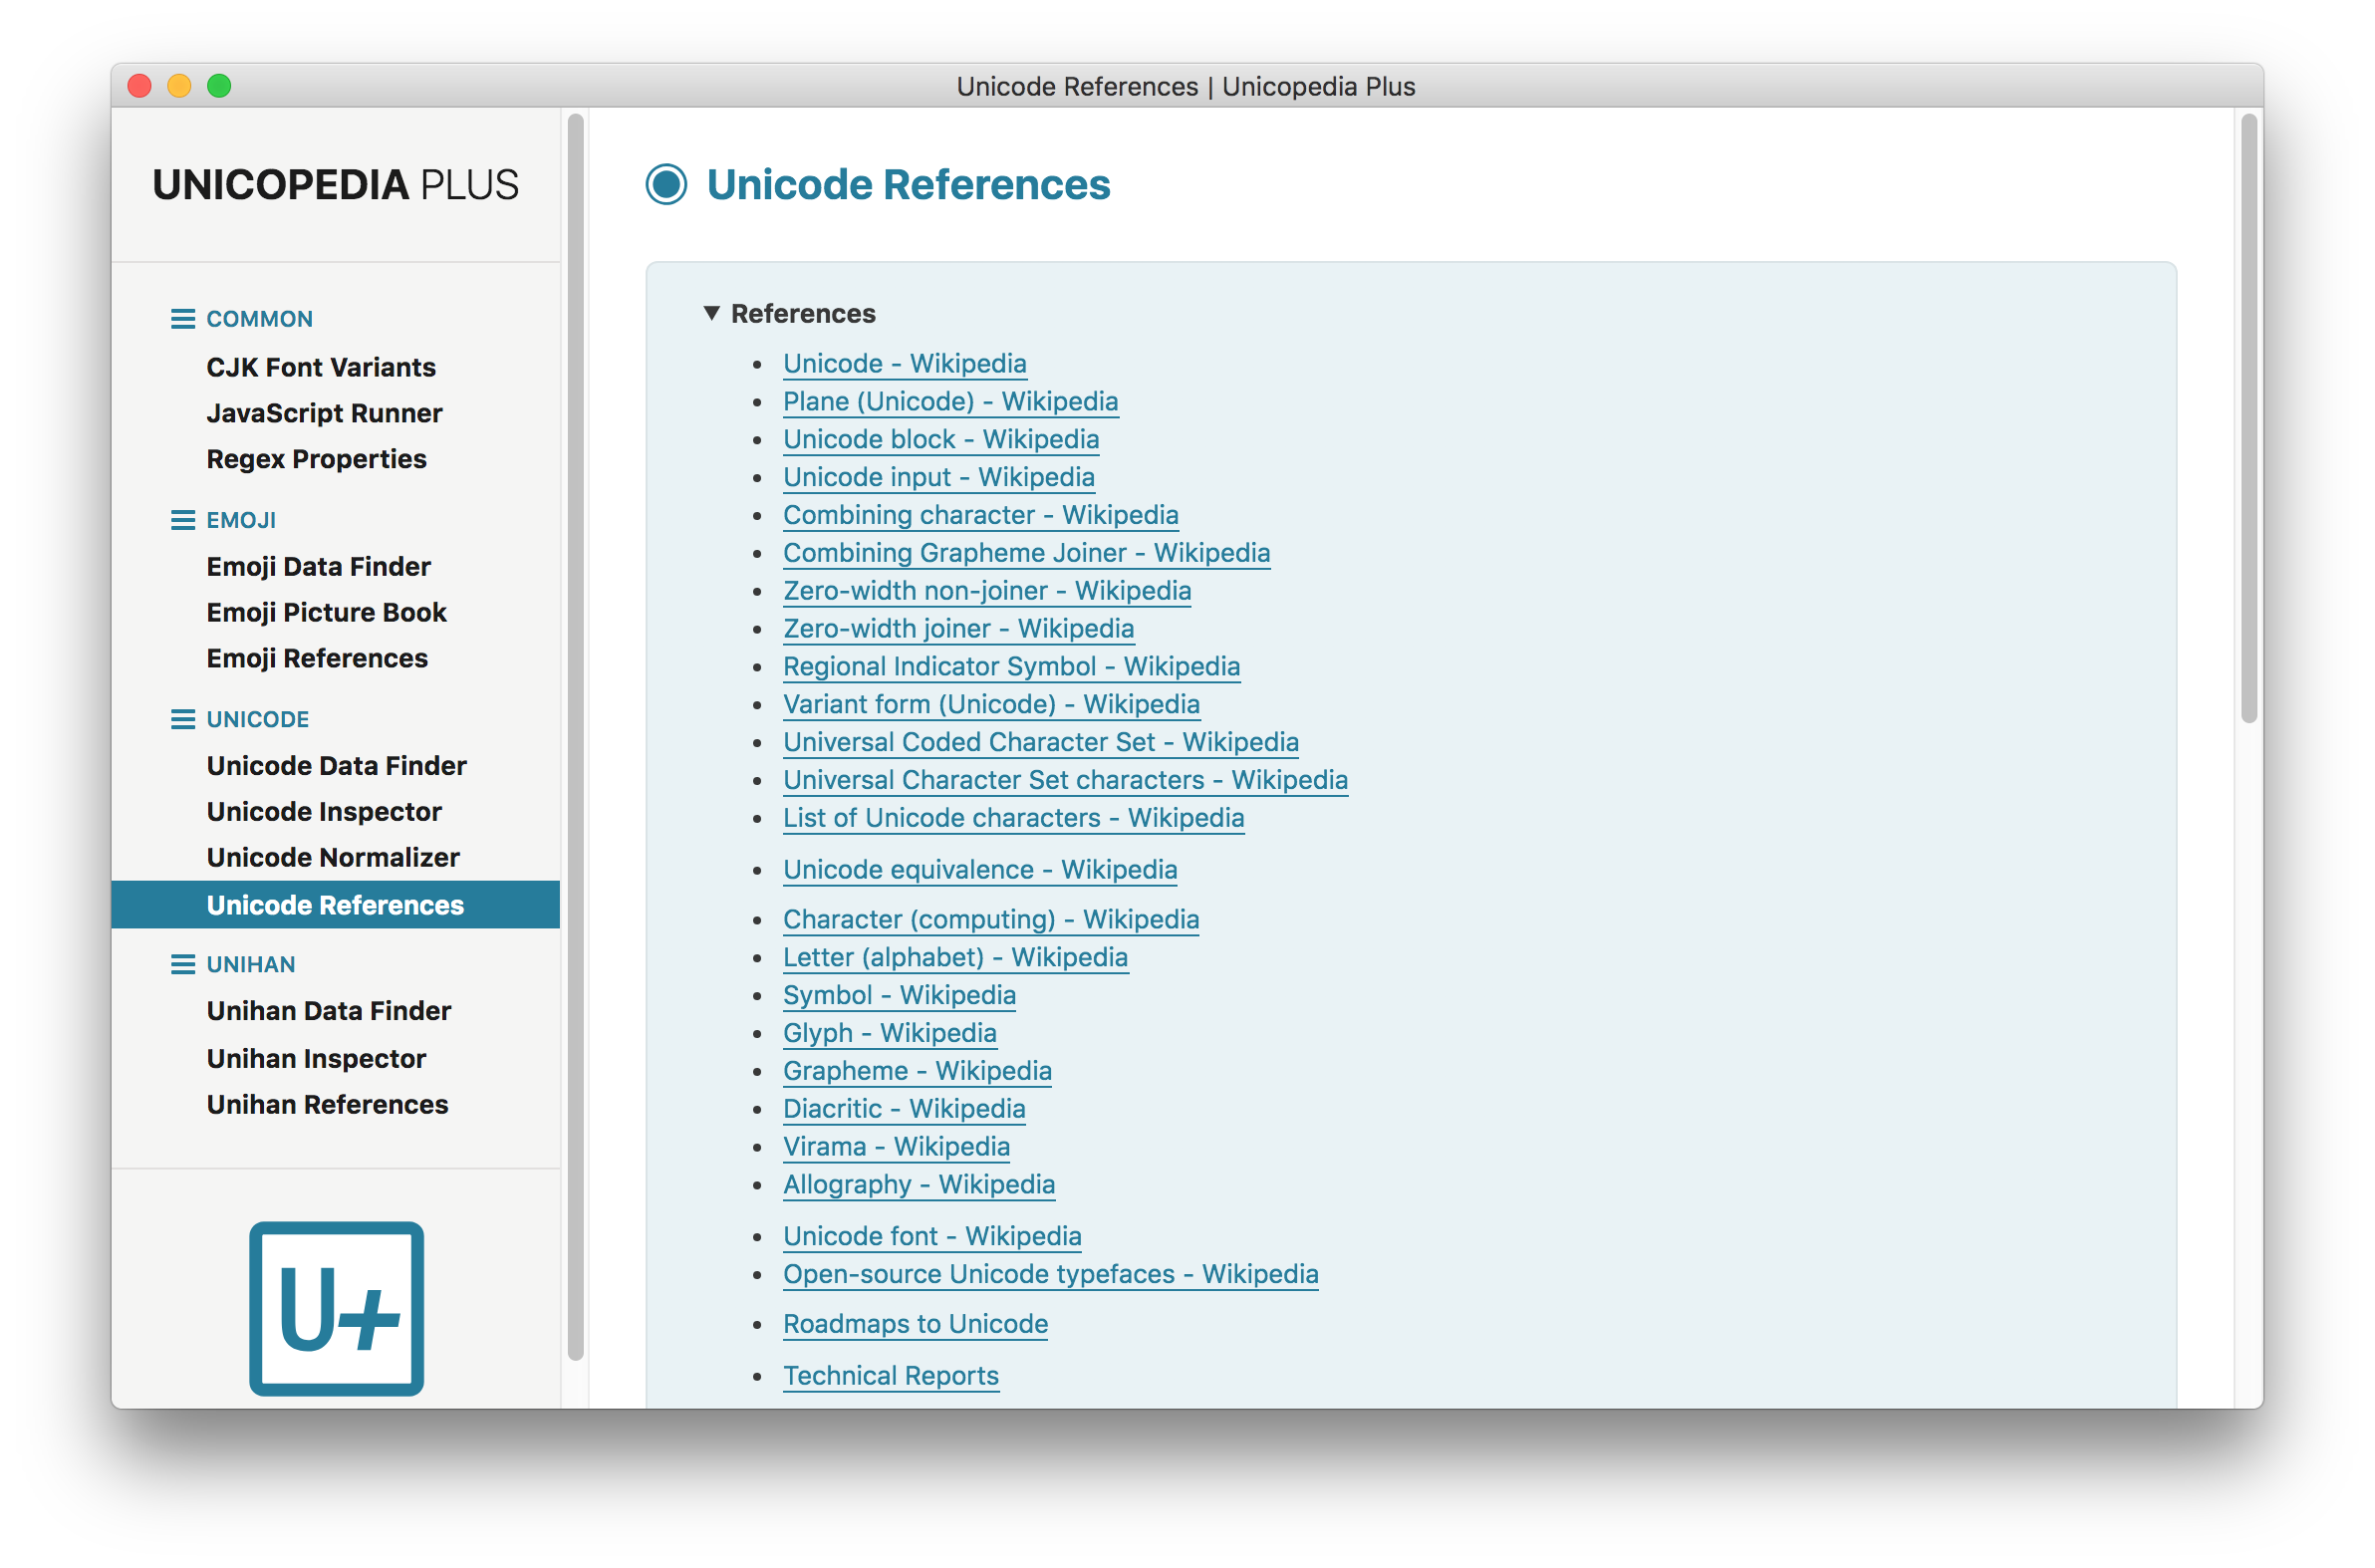 Unicode References | Unicopedia Plus
UNICOPEDIA PLUS
COMMON
CJK Font Variants
JavaScript Runner
Regex Properties
EMOJI
Emoji Data Finder
Emoji Picture Book
Emoji References
UNICODE
Unicode Data Finder
Unicode Inspector
Unicode Normalizer
Unicode References
UNIHAN
Unihan Data Finder
Unihan Inspector
Unihan References
U+
Unicode References
References
Unicode - Wikipedia
Plane (Unicode) - Wikipedia
Unicode block - Wikipedia
Unicode input - Wikipedia
Combining character - Wikipedia
Combining Grapheme Joiner - Wikipedia
Zero-width non-joiner - Wikipedia
Zero-width joiner - Wikipedia
Regional Indicator Symbol - Wikipedia
Variant form (Unicode) - Wikipedia
Universal Coded Character Set - Wikipedia
Universal Character Set characters - Wikipedia
List of Unicode characters - Wikipedia
Unicode equivalence - Wikipedia
Character (computing) - Wikipedia
Letter (alphabet) - Wikipedia
Symbol - Wikipedia
Glyph - Wikipedia
Grapheme - Wikipedia
Diacritic - Wikipedia
Virama - Wikipedia
Allography - Wikipedia
Unicode font - Wikipedia
Open-source Unicode typefaces - Wikipedia
Roadmaps to Unicode
Technical Reports